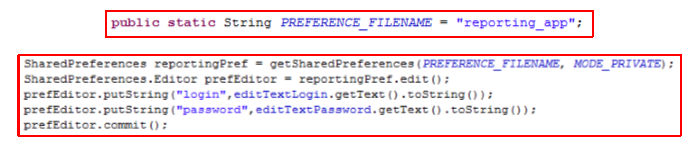 public static String PREFERENCE_FILENAME = "reporting_app";
SharedPreferences reportingPref = getSharedPreferences(PREFERENCE_FILENAME, MODE_PRIVATE);
SharedPreferences.Editor prefEditor = reportingPref.edit();
prefEditor.putString("login",editTextLogin.getText().toString());
prefEditor.putString("password",editTextPassword.getText().toString());
prefEditor.commit();